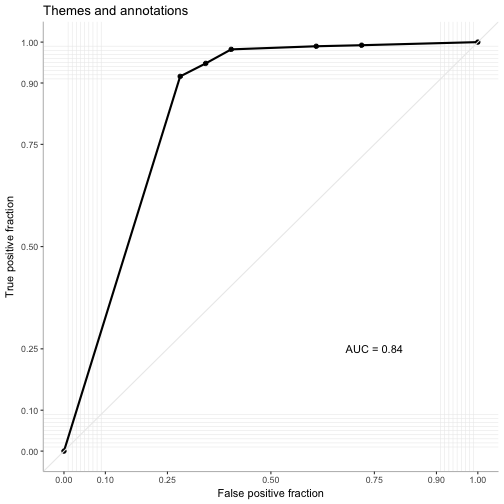 Themes and annotations
1.00
0.90
0.75
True positive fraction
0.50
AUC = 0.84
0.25
0.10
0.00
0.00 0.10 0.25 0.50 0.75 0.90 1.00
False positive fraction